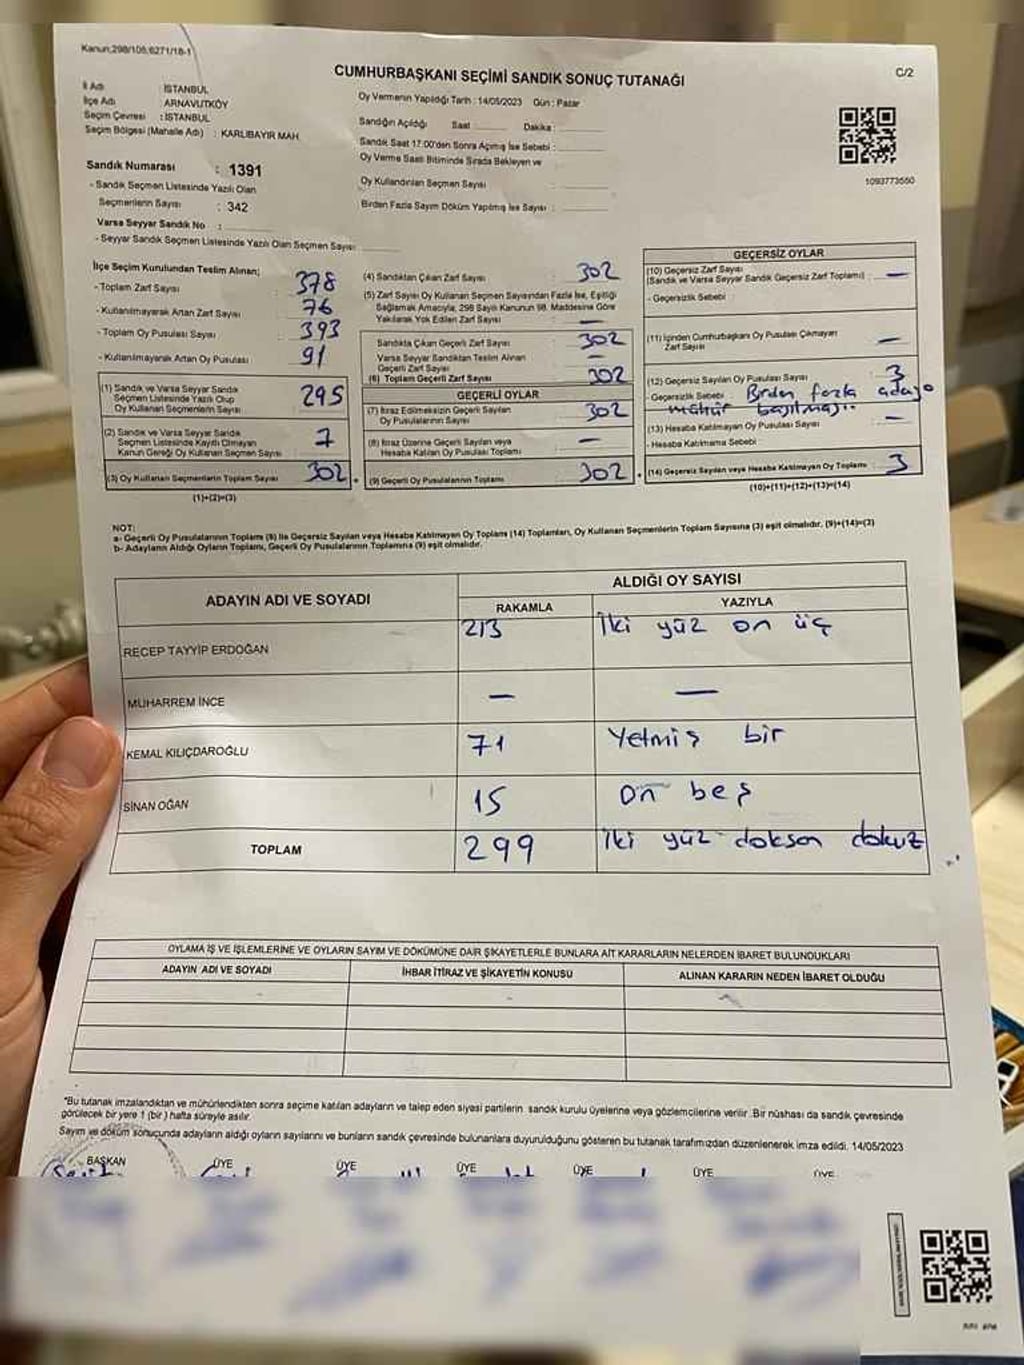 Kanun;298/105;6271/18-1
CUMHURBAŞKANI SEÇİMİ SANDIK SONUÇ TUTANAĞI
C/2
İl Adı : İSTANBUL
İlçe Adı : ARNAVUTKÖY
Seçim Çevresi : İSTANBUL
Seçim Bölgesi (Mahalle Adı) : KARLIBAYIR MAH
Sandık Numarası : 1391
- Sandık Seçmen Listesinde Yazılı Olan
Seçmenlerin Sayısı : 342
Varsa Seyyar Sandık No :
- Seyyar Sandık Seçmen Listesinde Yazılı Olan Seçmen Sayısı
Oy Vermenin Yapıldığı Tarih : 14/05/2023 Gün : Pazar
Sandığın Açıldığı Saat Dakika :
Sandık Saat 17:00'den Sonra Açılmış İse Sebebi :
Oy Verme Saati Bitiminde Sırada Bekleyen ve
Oy Kullandırılan Seçmen Sayısı :
Birden Fazla Sayım Döküm Yapılmış İse Sayısı :
1093773550
İlçe Seçim Kurulundan Teslim Alınan;
- Toplam Zarf Sayısı : 378
- Kullanılmayarak Artan Zarf Sayısı : 76
- Toplam Oy Pusulası Sayısı : 393
- Kullanılmayarak Artan Oy Pusulası : 91
(1) Sandık ve Varsa Seyyar Sandık
Seçmen Listesinde Yazılı Olup
Oy Kullanan Seçmenlerin Sayısı : 295
(2) Sandık ve Varsa Seyyar Sandık
Seçmen Listesinde Kayıtlı Olmayan
Kanun Gereği Oy Kullanan Seçmen Sayısı : 7
(3) Oy Kullanan Seçmenlerin Toplam Sayısı : 302
(1)+(2)=(3)
(4) Sandıktan Çıkan Zarf Sayısı : 302
(5) Zarf Sayısı Oy Kullanan Seçmen Sayısından Fazla İse, Eşitliği
Sağlamak Amacıyla, 298 Sayılı Kanunun 98. Maddesine Göre
Yakılarak Yok Edilen Zarf Sayısı : —
Sandıkta Çıkan Geçerli Zarf Sayısı : 302
Varsa Seyyar Sandıktan Teslim Alınan
Geçerli Zarf Sayısı : —
(6) Toplam Geçerli Zarf Sayısı : 302
GEÇERLİ OYLAR
(7) İtiraz Edilmeksizin Geçerli Sayılan
Oy Pusulalarının Sayısı : 302
(8) İtiraz Üzerine Geçerli Sayılan veya
Hesaba Katılan Oy Pusulası Toplamı : —
(9) Geçerli Oy Pusulalarının Toplamı : 302
GEÇERSİZ OYLAR
(10) Geçersiz Zarf Sayısı
(Sandık ve Varsa Seyyar Sandık Geçersiz Zarf Toplamı) : —
- Geçersizlik Sebebi :
(11) İçinden Cumhurbaşkanı Oy Pusulası Çıkmayan
Zarf Sayısı : —
(12) Geçersiz Sayılan Oy Pusulası Sayısı : 3
- Geçersizlik Sebebi : Birden fazla adaya
mühür basılması
(13) Hesaba Katılmayan Oy Pusulası Sayısı : —
- Hesaba Katılmama Sebebi
(14) Geçersiz Sayılan veya Hesaba Katılmayan Oy Toplamı : 3
(10)+(11)+(12)+(13)=(14)
NOT:
a- Geçerli Oy Pusulalarının Toplamı (9) ile Geçersiz Sayılan veya Hesaba Katılmayan Oy Toplamı (14) Toplamları, Oy Kullanan Seçmenlerin Toplam Sayısına (3) eşit olmalıdır. (9)+(14)=(3)
b- Adayların Aldığı Oyların Toplamı, Geçerli Oy Pusulalarının Toplamına (9) eşit olmalıdır.
ADAYIN ADI VE SOYADI
ALDIĞI OY SAYISI
RAKAMLA YAZIYLA
RECEP TAYYİP ERDOĞAN 213 İki yüz on üç
MUHARREM İNCE — —
KEMAL KILIÇDAROĞLU 71 Yetmiş bir
SİNAN OĞAN 15 On beş
TOPLAM 299 İki yüz doksan dokuz
OYLAMA İŞ VE İŞLEMLERİNE VE OYLARIN SAYIM VE DÖKÜMÜNE DAİR ŞİKAYETLERLE BUNLARA AİT KARARLARIN NELERDEN İBARET BULUNDUKLARI
ADAYIN ADI VE SOYADI İHBAR İTİRAZ VE ŞİKAYETİN KONUSU ALINAN KARARIN NEDEN İBARET OLDUĞU
"Bu tutanak imzalandıktan ve mühürlendikten sonra seçime katılan adayların ve talep eden siyasi partilerin sandık kurulu üyelerine veya gözlemcilerine verilir. Bir nüshası da sandık çevresinde
görülecek bir yere 1 (bir) hafta süreyle asılır.
Sayım ve döküm sonucunda adayların aldığı oyların sayılarını ve bunların sandık çevresinde bulunanlara duyurulduğunu gösteren bu tutanak tarafımızdan düzenlenerek imza edildi. 14/05/2023
BAŞKAN ÜYE ÜYE ÜYE ÜYE ÜYE ÜYE